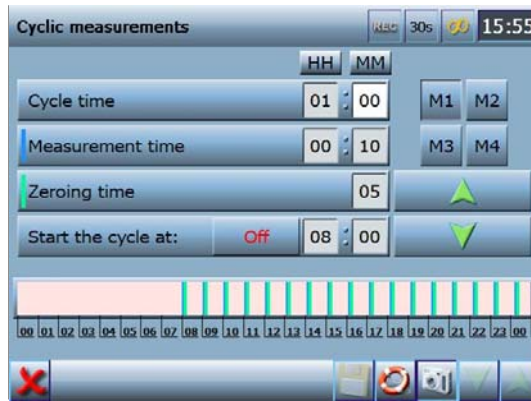 Cyclic measurements REC 30s 15:55
HH MM
Cycle time 01 : 00 M1 M2
Measurement time 00 : 10 M3 M4
Zeroing time 05
Start the cycle at: Off 08 : 00
00 01 02 03 04 05 06 07 08 09 10 11 12 13 14 15 16 17 18 19 20 21 22 23 00